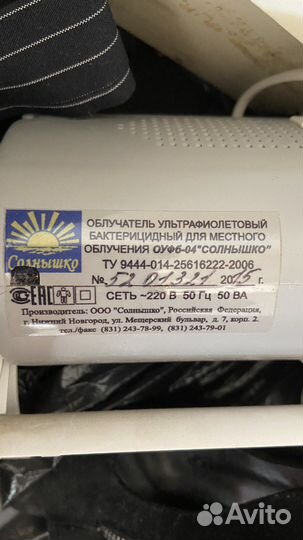 ОБЛУЧАТЕЛЬ УЛЬТРАФИОЛЕТОВЫЙ
БАКТЕРИЦИДНЫЙ ДЛЯ МЕСТНОГО
ОБЛУЧЕНИЯ ОУФб-04"СОЛНЫШКО"
Солнышко
ТУ 9444-014-25616222-2006
№ 52 01321 2015 г.
EAC СЕТЬ ~220 В 50 Гц 50 ВА
Производитель: ООО "Солнышко", Российская Федерация,
г. Нижний Новгород, ул. Мещерский бульвар, д. 7, корп. 2.
тел./факс (831) 243-78-99, (831) 243-79-01
Avito